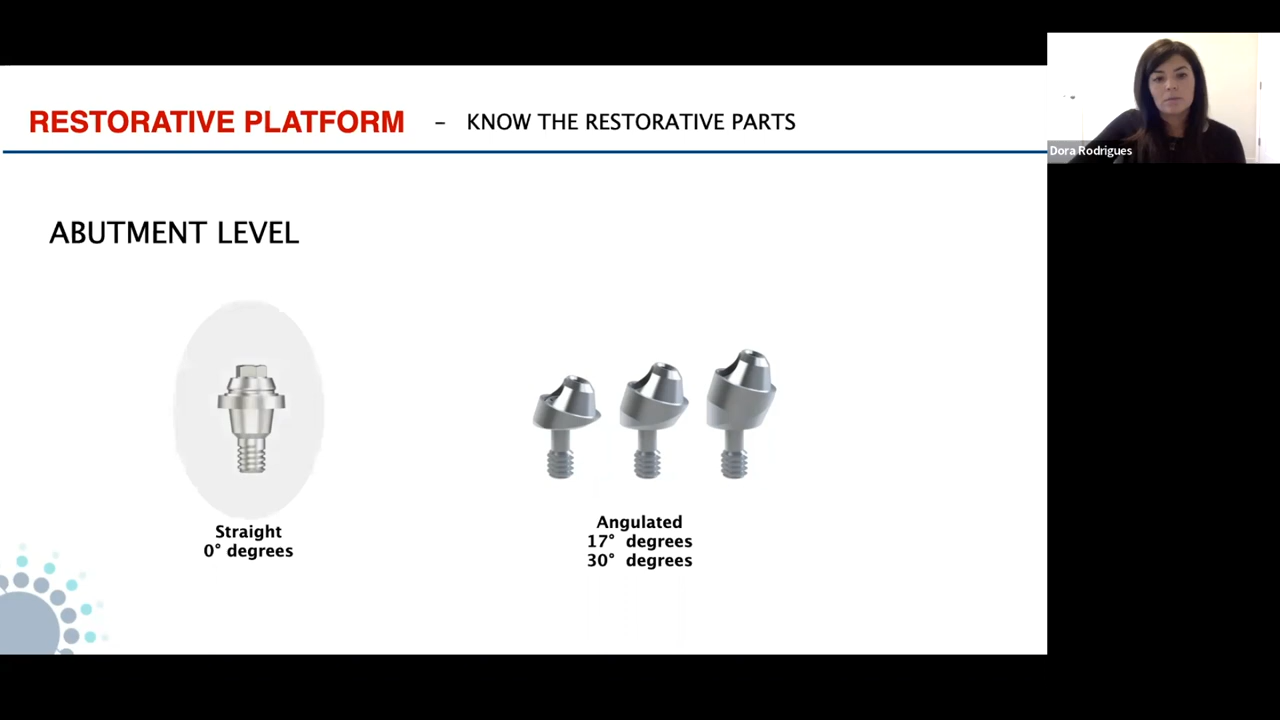 RESTORATIVE PLATFORM - KNOW THE RESTORATIVE PARTS
Dora Rodrigues
ABUTMENT LEVEL
Straight
0° degrees
Angulated
17° degrees
30° degrees